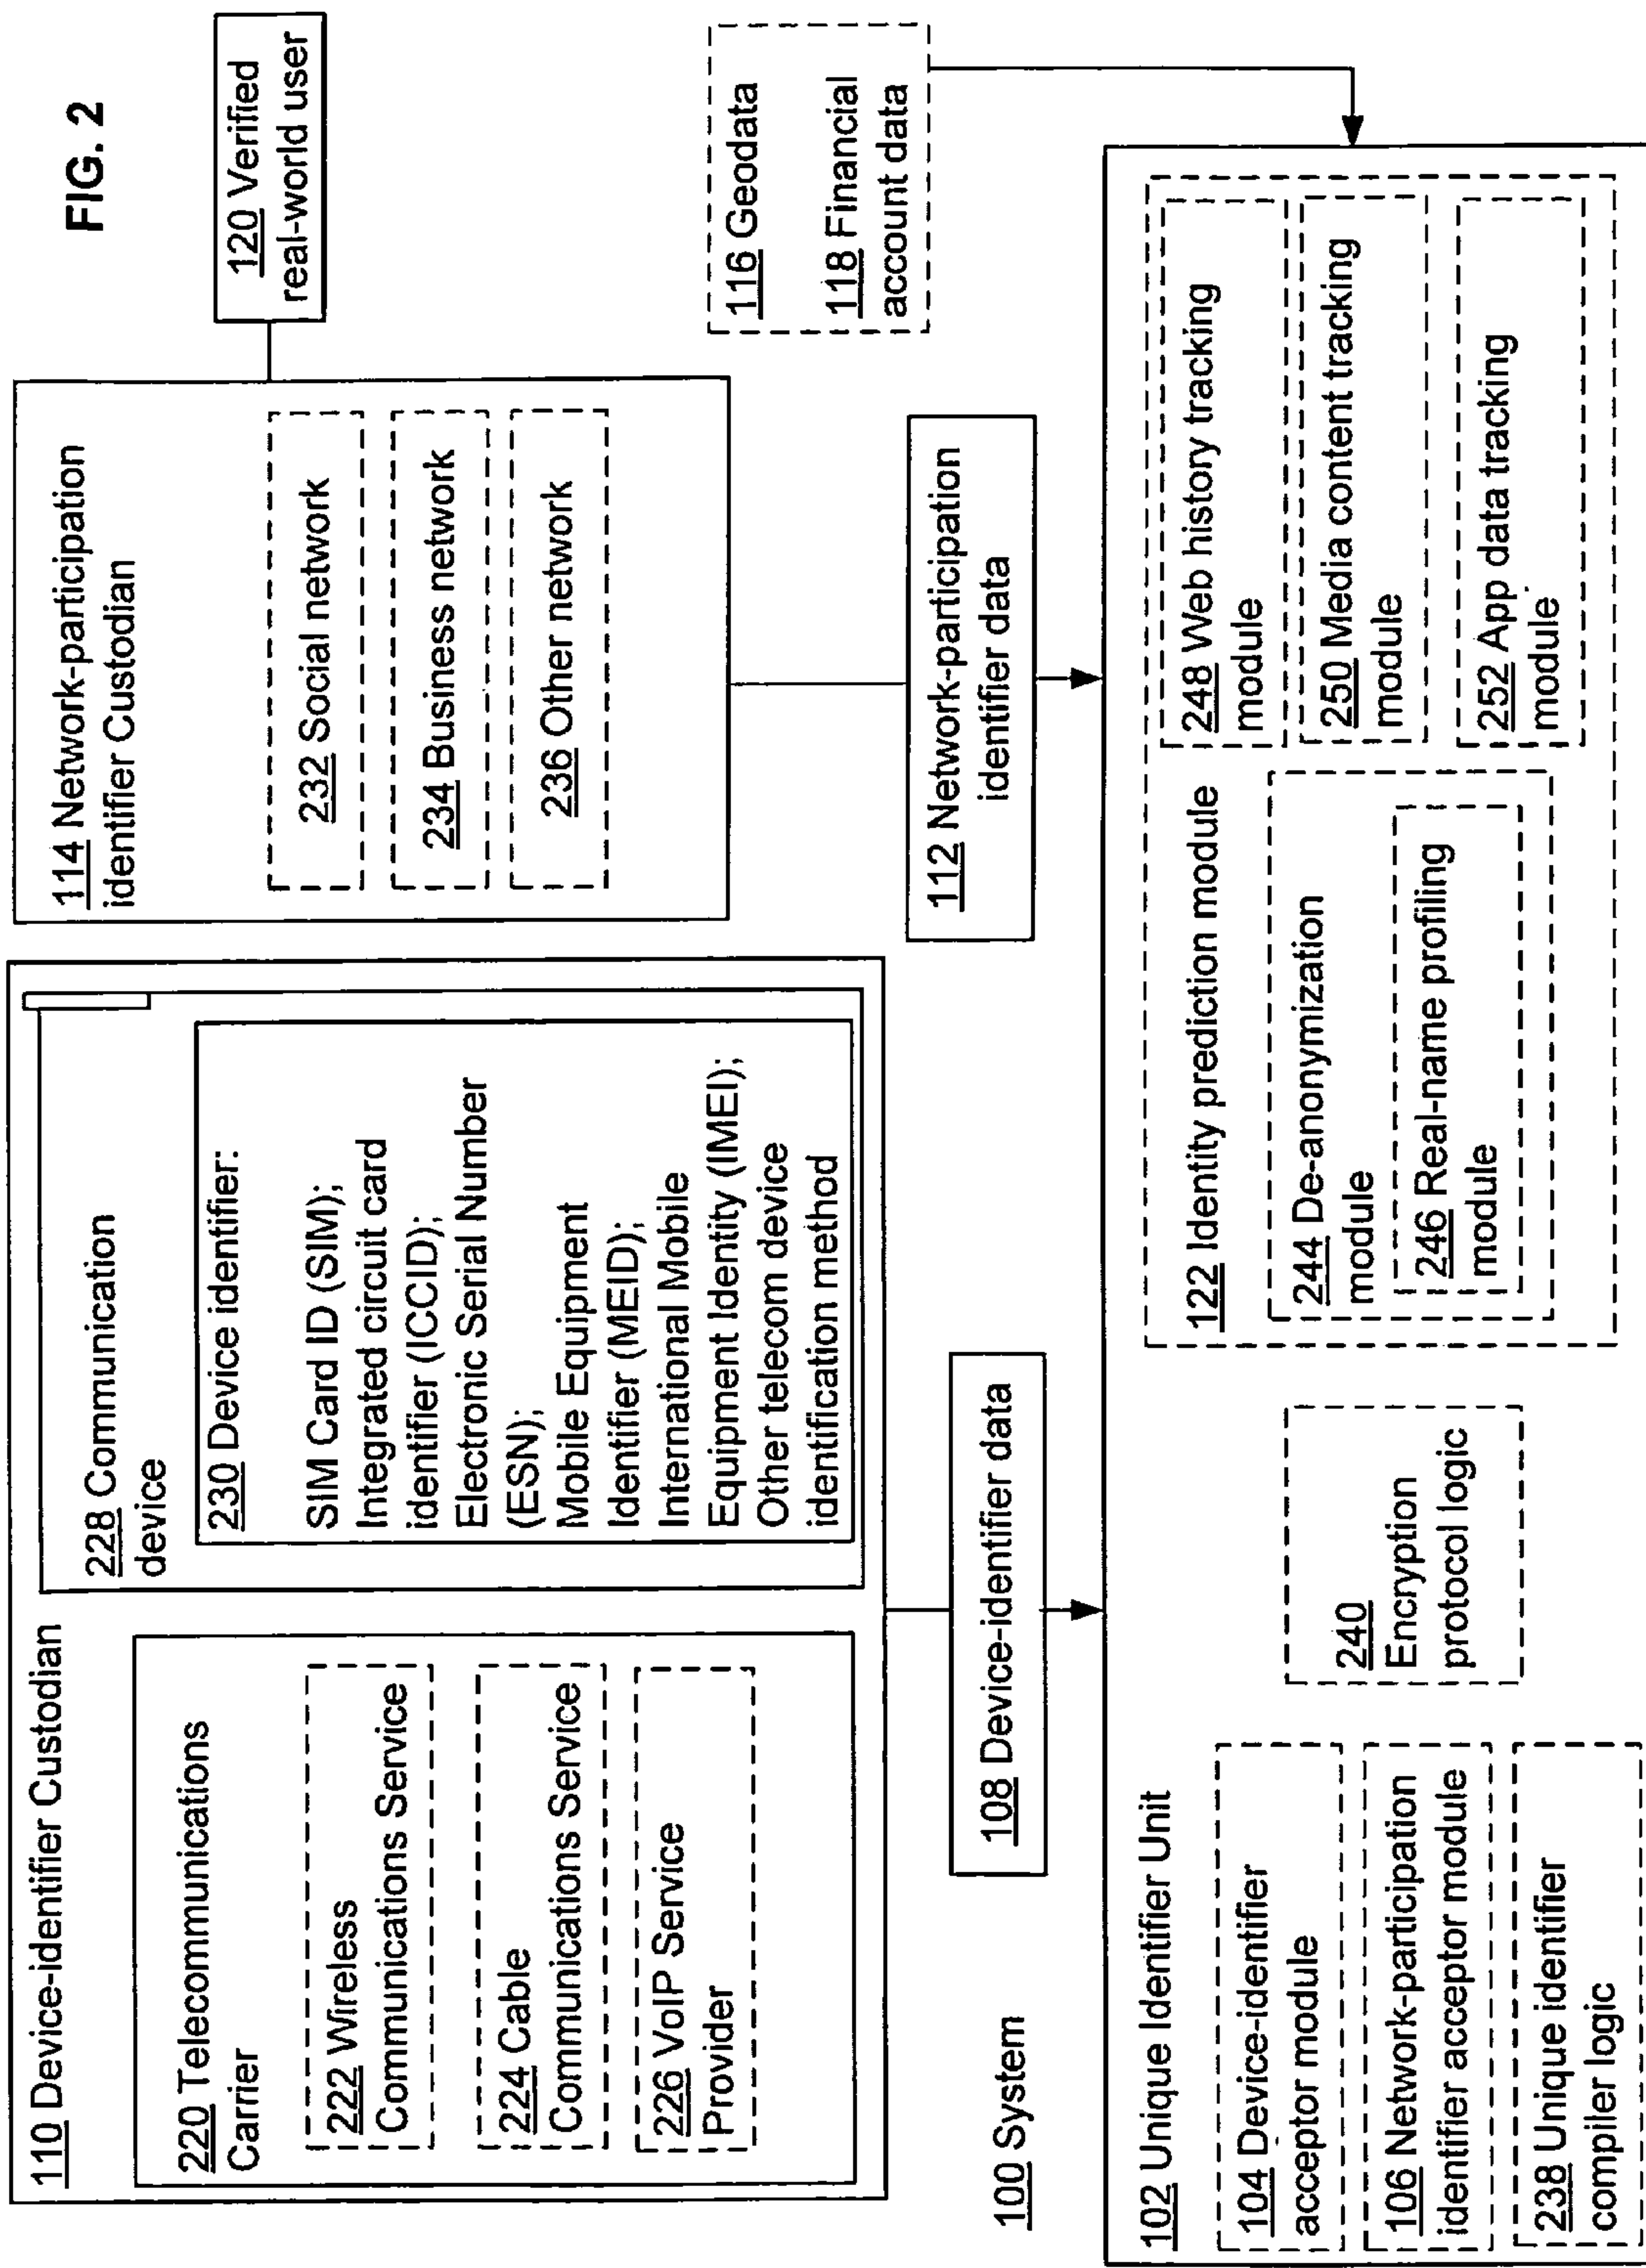 FIG. 2
110 Device-identifier Custodian
220 Telecommunications
Carrier
222 Wireless
Communications Service
224 Cable
Communications Service
226 VoIP Service
Provider
228 Communication
device
230 Device identifier:
SIM Card ID (SIM);
Integrated circuit card
identifier (ICCID);
Electronic Serial Number
(ESN);
Mobile Equipment
Identifier (MEID);
International Mobile
Equipment Identity (IMEI);
Other telecom device
identification method
114 Network-participation
identifier Custodian
232 Social network
234 Business network
236 Other network
120 Verified
real-world user
100 System
108 Device-identifier data
112 Network-participation
identifier data
116 Geodata
118 Financial
account data
102 Unique Identifier Unit
104 Device-identifier
acceptor module
106 Network-participation
identifier acceptor module
238 Unique identifier
compiler logic
240
Encryption
protocol logic
122 Identity prediction module
244 De-anonymization
module
246 Real-name profiling
module
248 Web history tracking
module
250 Media content tracking
module
252 App data tracking
module